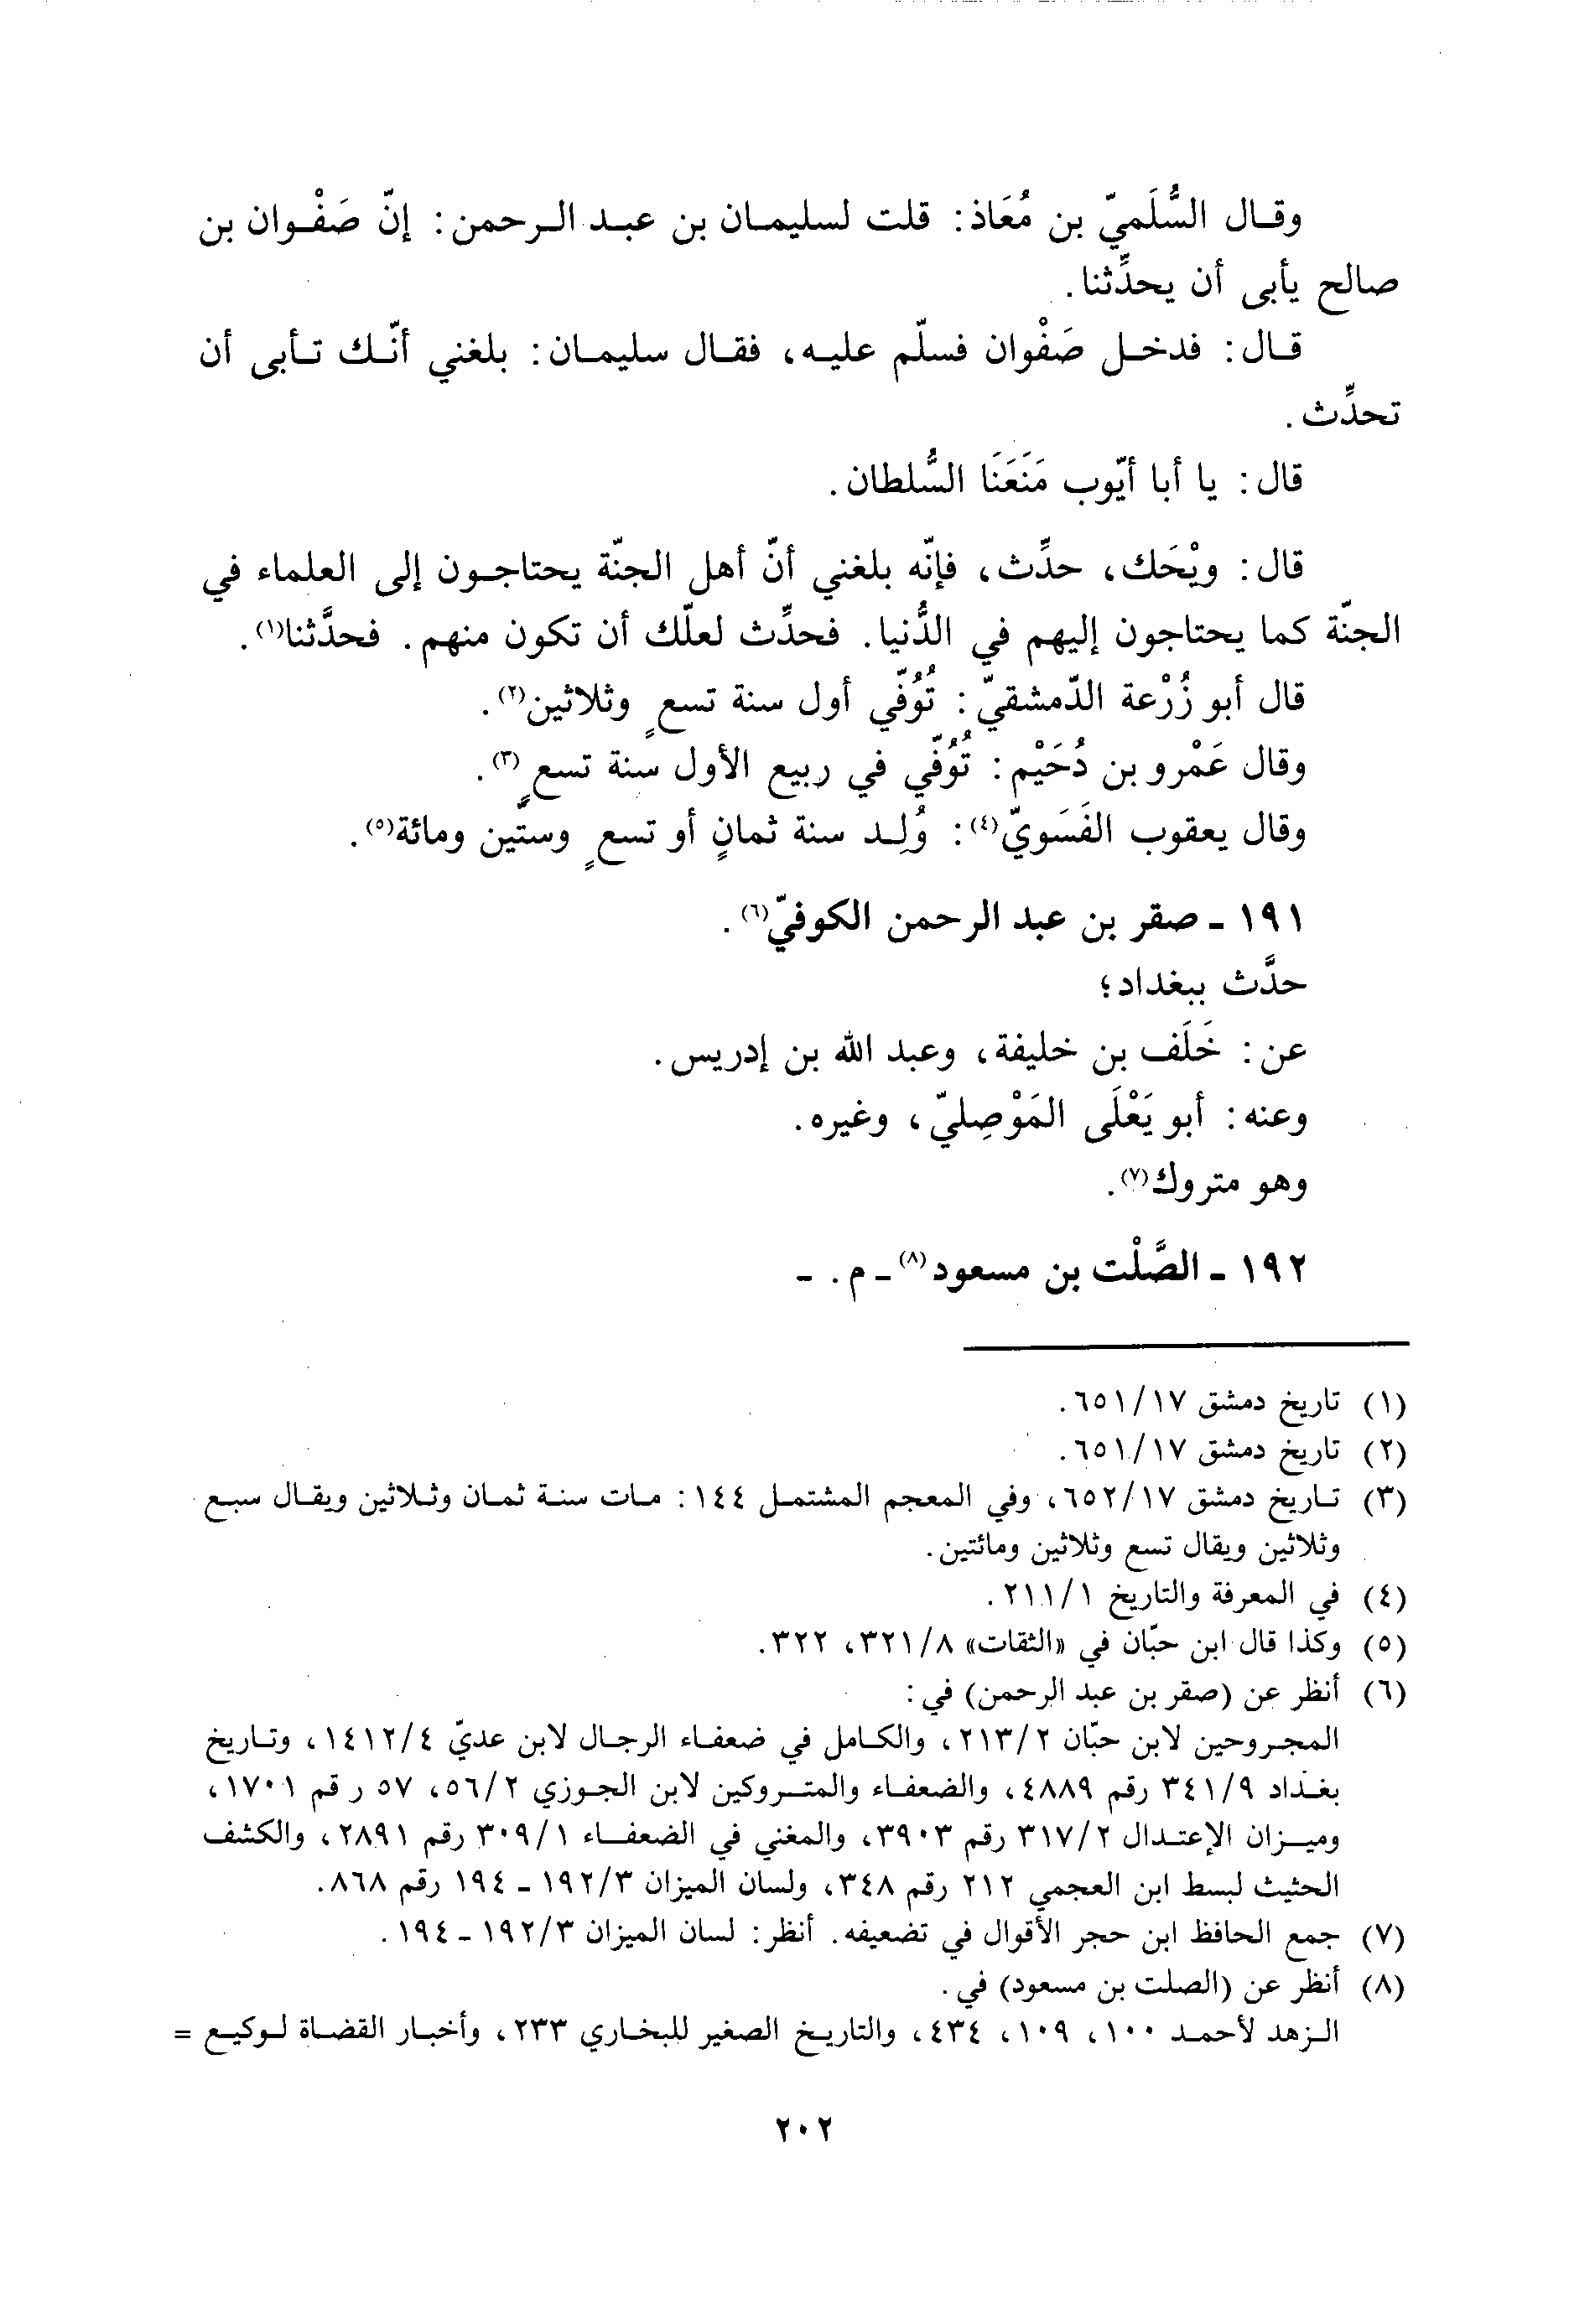 وقال السُّلَميّ بن مُعَاذ: قلت لسليمان بن عبد الرحمن: إنّ صَفْوان بن
صالح يأبى أن يحدِّثنا.
قال: فدخل صَفْوان فسلّم عليه، فقال سليمان: بلغني أنّك تأبى أن
تحدِّث.
قال: يا أبا أيّوب مَنَعَنَا السُّلطان.
قال: ويْحَك، حدِّث، فإنّه بلغني أنّ أهل الجنّة يحتاجون إلى العلماء في
الجنّة كما يحتاجون إليهم في الدُّنيا. فحدِّث لعلّك أن تكون منهم. فحدَّثنا(١).
قال أبو زُرْعة الدّمشقيّ: تُوُفّي أول سنة تسعٍ وثلاثين(٢).
وقال عَمْرو بن دُحَيْم: تُوُفّي في ربيع الأول سنة تسعٍ(٣).
وقال يعقوب الفَسَويّ(٤): وُلِد سنة ثمانٍ أو تسعٍ وستّين ومائة(٥).
١٩١ - صقر بن عبد الرحمن الكوفيّ(٦).
حدَّث ببغداد؛
عن: خَلَف بن خليفة، وعبد الله بن إدريس.
وعنه: أبو يَعْلَى المَوْصِليّ، وغيره.
وهو متروك(٧).
١٩٢ - الصَّلْت بن مسعود(٨) - م. -
(١) تاريخ دمشق ١٧/٦٥١.
(٢) تاريخ دمشق ١٧/٦٥١.
(٣) تاريخ دمشق ١٧/٦٥٢، وفي المعجم المشتمل ١٤٤: مات سنة ثمان وثلاثين ويقال سبع
وثلاثين ويقال تسع وثلاثين ومائتين.
(٤) في المعرفة والتاريخ ١/٢١١.
(٥) وكذا قال ابن حبّان في «الثقات» ٨/٣٢١، ٣٢٢.
(٦) أنظر عن (صقر بن عبد الرحمن) في:
المجروحين لابن حبّان ٢/٢١٣، والكامل في ضعفاء الرجال لابن عديّ ٤/١٤١٢، وتاريخ
بغداد ٩/٣٤١ رقم ٤٨٨٩، والضعفاء والمتروكين لابن الجوزي ٢/٥٦، ٥٧ ر قم ١٧٠١،
وميزان الإعتدال ٢/٣١٧ رقم ٣٩٠٣، والمغني في الضعفاء ١/٣٠٩ رقم ٢٨٩١، والكشف
الحثيث لبسط ابن العجمي ٢١٢ رقم ٣٤٨، ولسان الميزان ٣/١٩٢ - ١٩٤ رقم ٨٦٨.
(٧) جمع الحافظ ابن حجر الأقوال في تضعيفه. أنظر: لسان الميزان ٣/١٩٢ - ١٩٤.
(٨) أنظر عن (الصلت بن مسعود) في.
الزهد لأحمد ١٠٠، ١٠٩، ٤٣٤، والتاريخ الصغير للبخاري ٢٣٣، وأخبار القضاة لوكيع =
٢٠٢